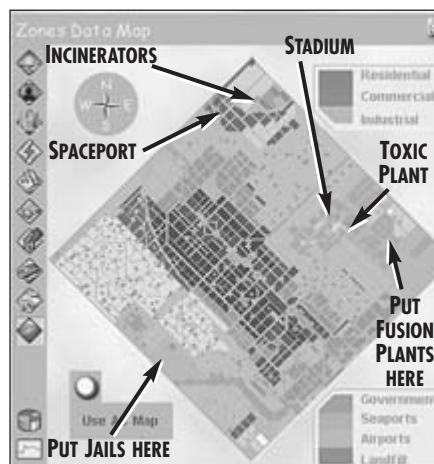 Zones Data Map
INCINERATORS
STADIUM
N
W E
S
Residential
Commercial
Industrial
SPACEPORT
TOXIC
PLANT
PUT
FUSION
PLANTS
HERE
Use As Map
Government
Seaports
Airports
Landfill
PUT JAILS HERE